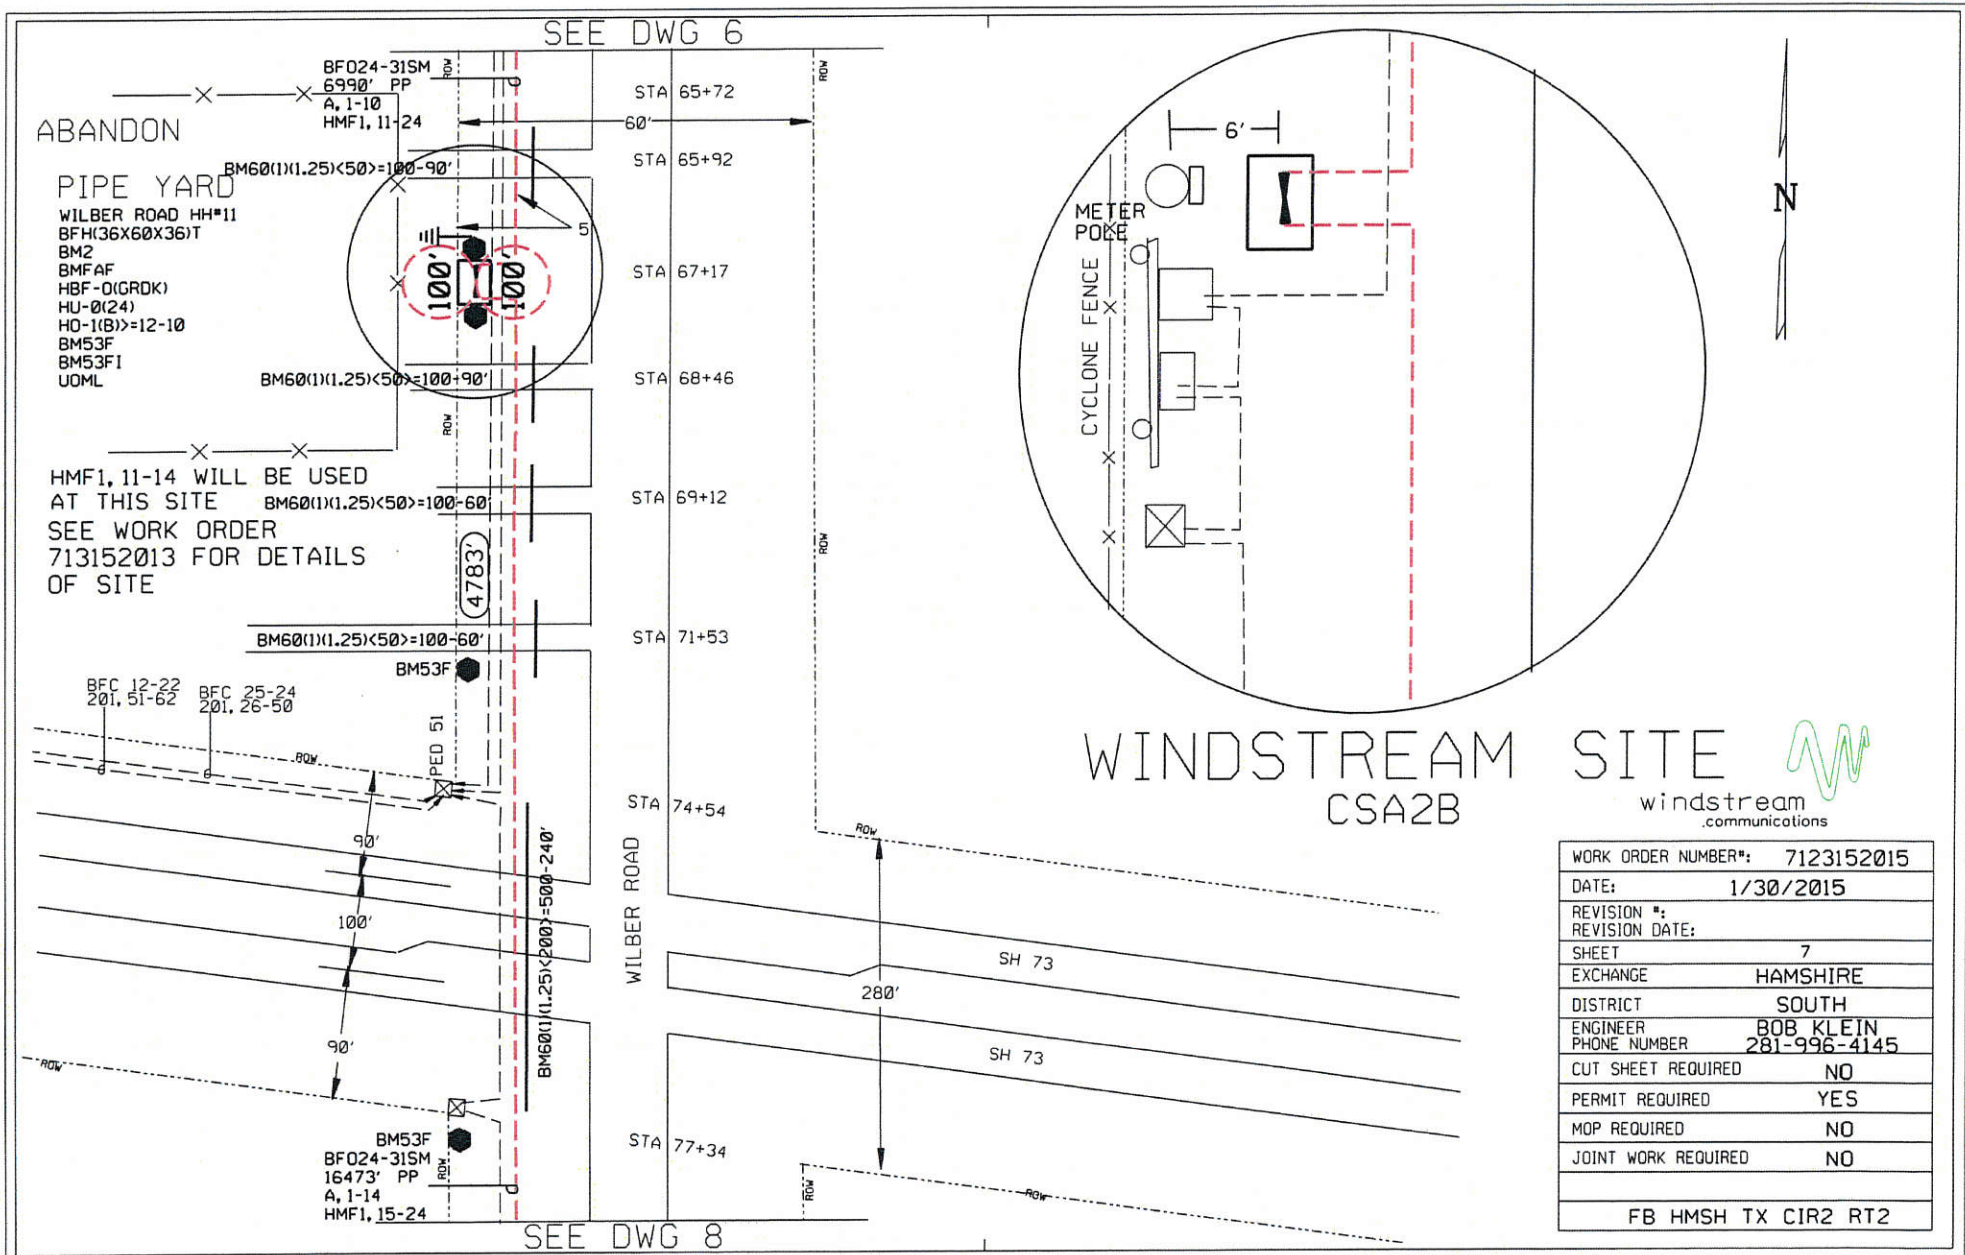 SEE DWG 6
BFO24-31SM
6990' PP
A, 1-10
HMF1, 11-24
ROW
ROW
STA 65+72
60'
ABANDON
PIPE YARD
BM60(1)(1.25)<50>=100-90'
STA 65+92
WILBER ROAD HH#11
BFH(36X60X36)T
BM2
BMFAF
HBF-O(GRDK)
HU-0(24)
HO-1(B)>=12-10
BM53F
BM53FI
UOML
5
100'
100'
STA 67+17
BM60(1)(1.25)<50>=100-90'
STA 68+46
ROW
HMF1, 11-14 WILL BE USED
AT THIS SITE
BM60(1)(1.25)<50>=100-60'
STA 69+12
SEE WORK ORDER
713152013 FOR DETAILS
OF SITE
4783'
ROW
BM60(1)(1.25)<50>=100-60'
STA 71+53
BM53F
BFC 12-22
201, 51-62
BFC 25-24
201, 26-50
ROW
PED 51
STA 74+54
ROW
90'
100'
90'
BM60(1)(1.25)<200>=500-240'
WILBER ROAD
SH 73
280'
SH 73
ROW
BM53F
BFO24-31SM
16473' PP
A, 1-14
HMF1, 15-24
ROW
STA 77+34
ROW
ROW
SEE DWG 8
6'
METER
POLE
CYCLONE FENCE
N
WINDSTREAM SITE
CSA2B
windstream
.communications
WORK ORDER NUMBER#: 7123152015
DATE: 1/30/2015
REVISION #:
REVISION DATE:
SHEET 7
EXCHANGE HAMSHIRE
DISTRICT SOUTH
ENGINEER BOB KLEIN
PHONE NUMBER 281-996-4145
CUT SHEET REQUIRED NO
PERMIT REQUIRED YES
MOP REQUIRED NO
JOINT WORK REQUIRED NO
FB HMSH TX CIR2 RT2